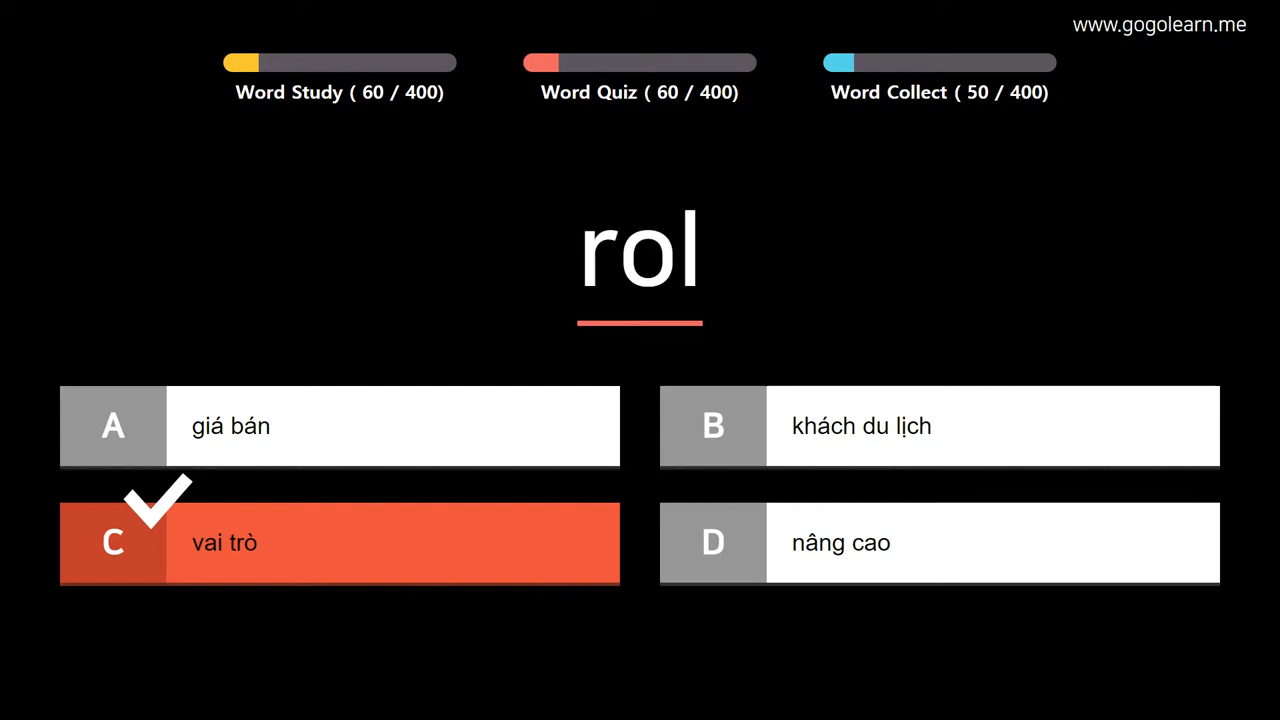 www.gogolearn.me
Word Study ( 60 / 400)
Word Quiz ( 60 / 400)
Word Collect ( 50 / 400)
rol
A giá bán
B khách du lịch
C vai trò
D nâng cao